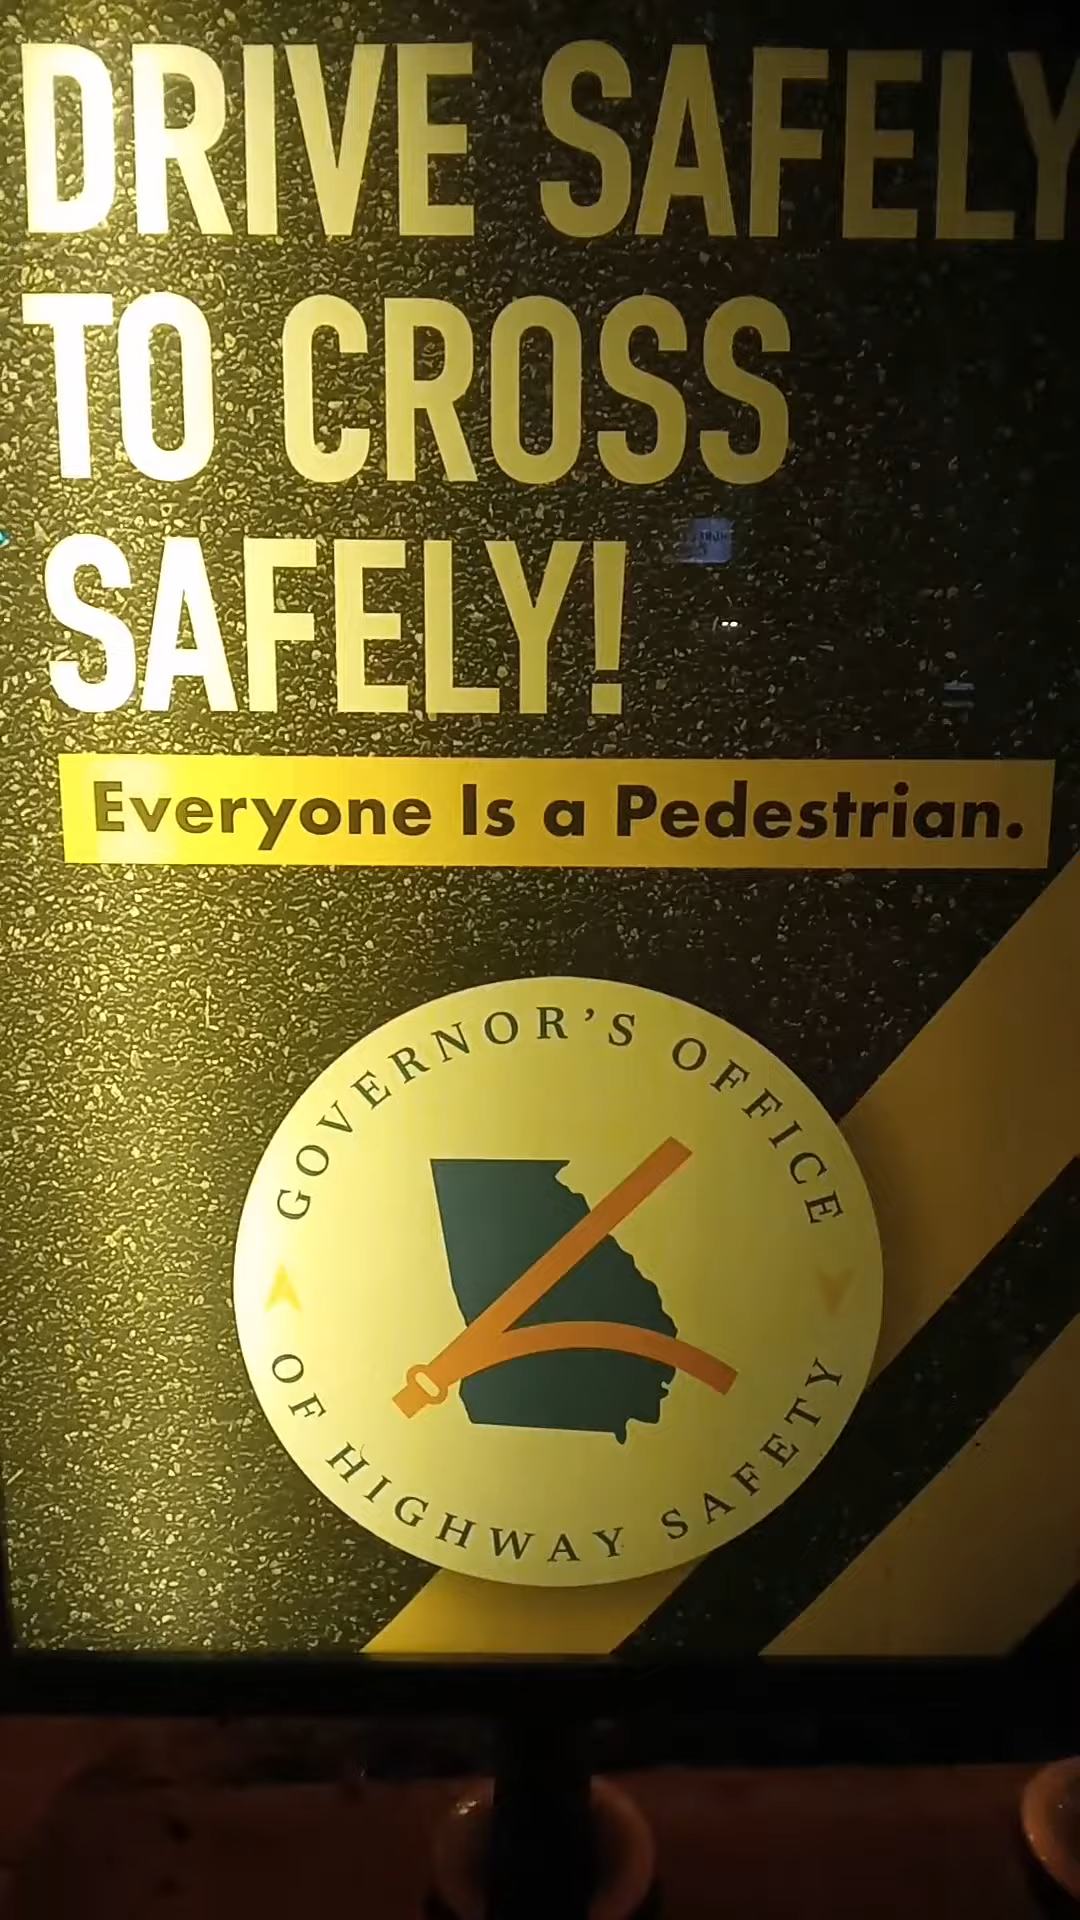 DRIVE SAFELY
TO CROSS
SAFELY!
Everyone Is a Pedestrian.
GOVERNOR'S OFFICE
OF HIGHWAY SAFETY